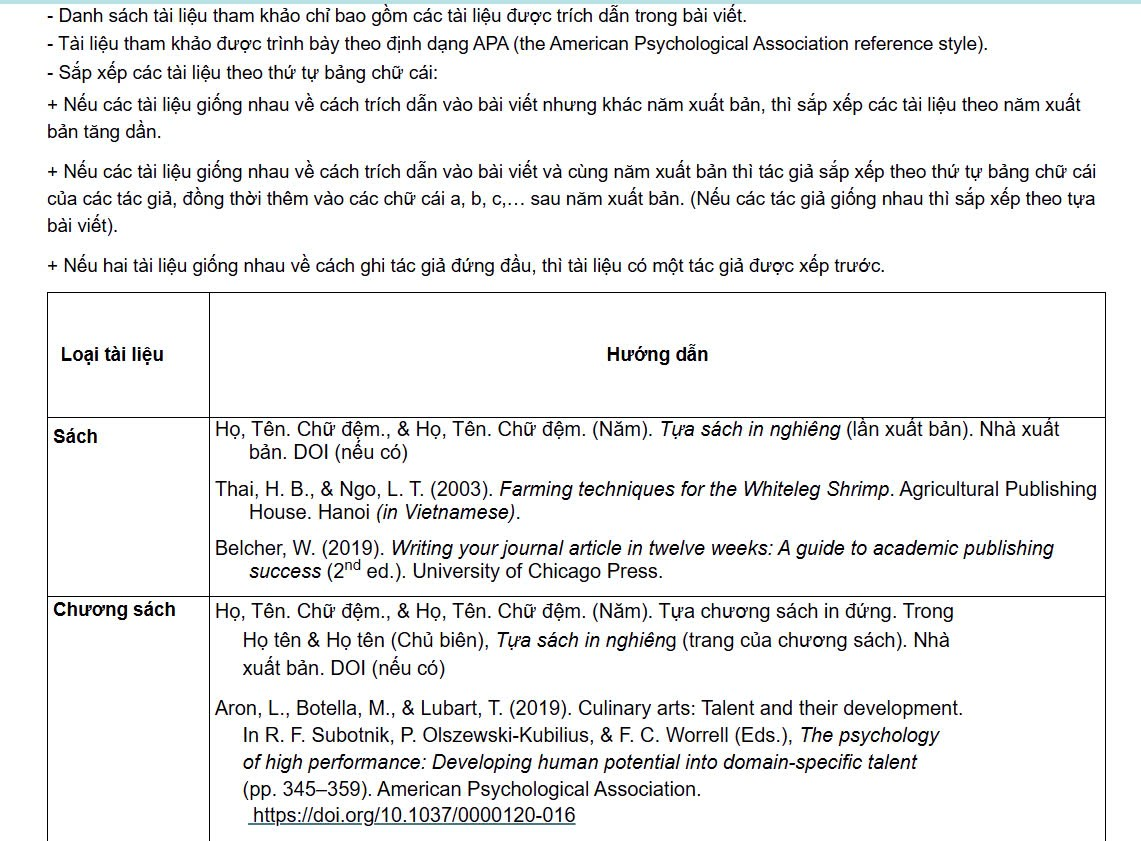 - Danh sách tài liệu tham khảo chỉ bao gồm các tài liệu được trích dẫn trong bài viết.
- Tài liệu tham khảo được trình bày theo định dạng APA (the American Psychological Association reference style).
- Sắp xếp các tài liệu theo thứ tự bảng chữ cái:
+ Nếu các tài liệu giống nhau về cách trích dẫn vào bài viết nhưng khác năm xuất bản, thì sắp xếp các tài liệu theo năm xuất
bản tăng dần.
+ Nếu các tài liệu giống nhau về cách trích dẫn vào bài viết và cùng năm xuất bản thì tác giả sắp xếp theo thứ tự bảng chữ cái
của các tác giả, đồng thời thêm vào các chữ cái a, b, c,… sau năm xuất bản. (Nếu các tác giả giống nhau thì sắp xếp theo tựa
bài viết).
+ Nếu hai tài liệu giống nhau về cách ghi tác giả đứng đầu, thì tài liệu có một tác giả được xếp trước.
Loại tài liệu
Hướng dẫn
Sách
Họ, Tên. Chữ đệm., & Họ, Tên. Chữ đệm. (Năm). Tựa sách in nghiêng (lần xuất bản). Nhà xuất
bản. DOI (nếu có)
Thai, H. B., & Ngo, L. T. (2003). Farming techniques for the Whiteleg Shrimp. Agricultural Publishing
House. Hanoi (in Vietnamese).
Belcher, W. (2019). Writing your journal article in twelve weeks: A guide to academic publishing
success (2nd ed.). University of Chicago Press.
Chương sách
Họ, Tên. Chữ đệm., & Họ, Tên. Chữ đệm. (Năm). Tựa chương sách in đứng. Trong
Họ tên & Họ tên (Chủ biên), Tựa sách in nghiêng (trang của chương sách). Nhà
xuất bản. DOI (nếu có)
Aron, L., Botella, M., & Lubart, T. (2019). Culinary arts: Talent and their development.
In R. F. Subotnik, P. Olszewski-Kubilius, & F. C. Worrell (Eds.), The psychology
of high performance: Developing human potential into domain-specific talent
(pp. 345–359). American Psychological Association.
https://doi.org/10.1037/0000120-016